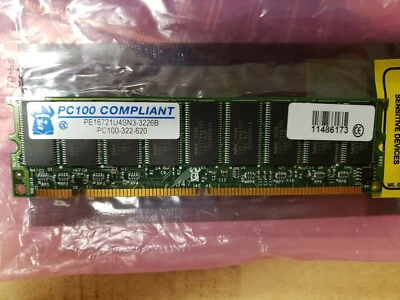 PC100 COMPLIANT
PE16721U4SN3-3226B
PC100-322-620
11486173
SENSITIVE DEVICES